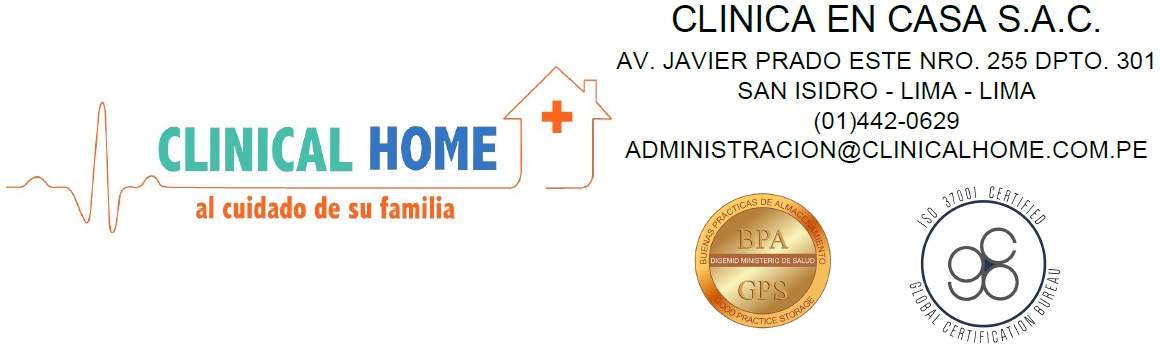 CLINICAL HOME
al cuidado de su familia
CLINICA EN CASA S.A.C.
AV. JAVIER PRADO ESTE NRO. 255 DPTO. 301
SAN ISIDRO - LIMA - LIMA
(01)442-0629
ADMINISTRACION@CLINICALHOME.COM.PE
BUENAS PRÁCTICAS DE ALMACENAMIENTO
BPA
DIGEMID MINISTERIO DE SALUD
GPS
GOOD PRACTICE STORAGE
ISO 37001 CERTIFIED
gcb
GLOBAL CERTIFICATION BUREAU